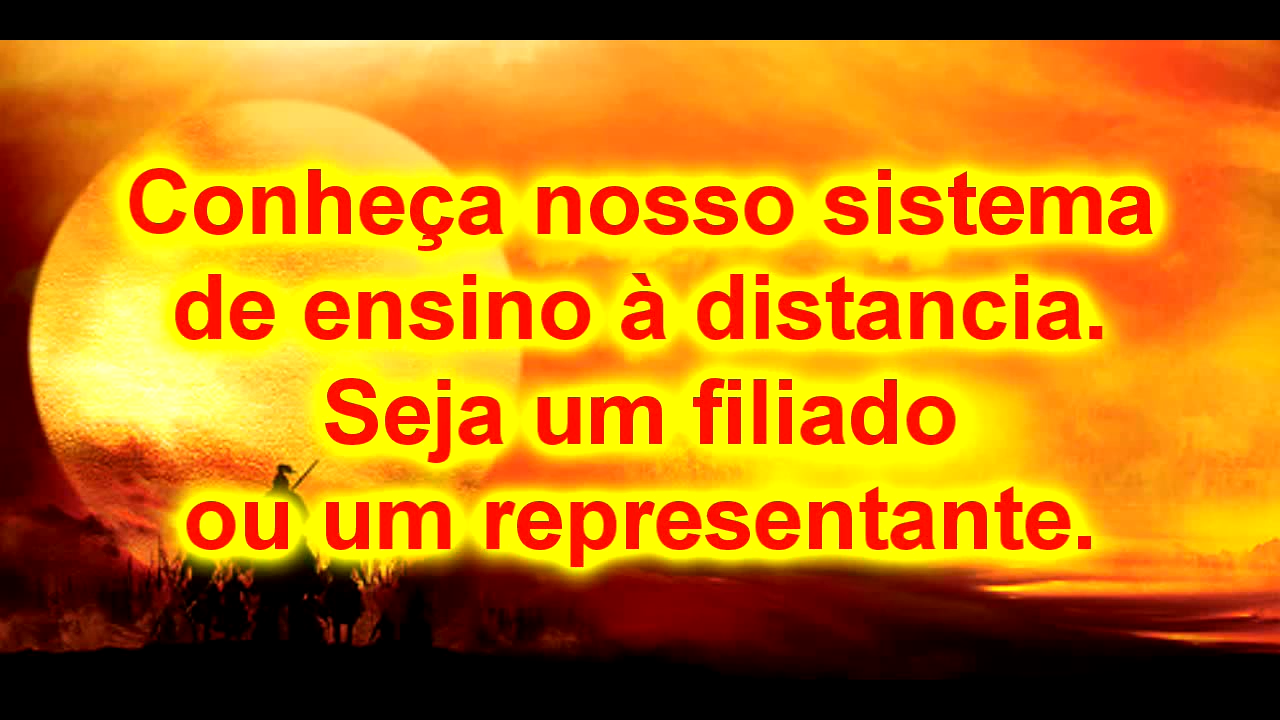 Conheça nosso sistema
de ensino à distancia.
Seja um filiado
ou um representante.